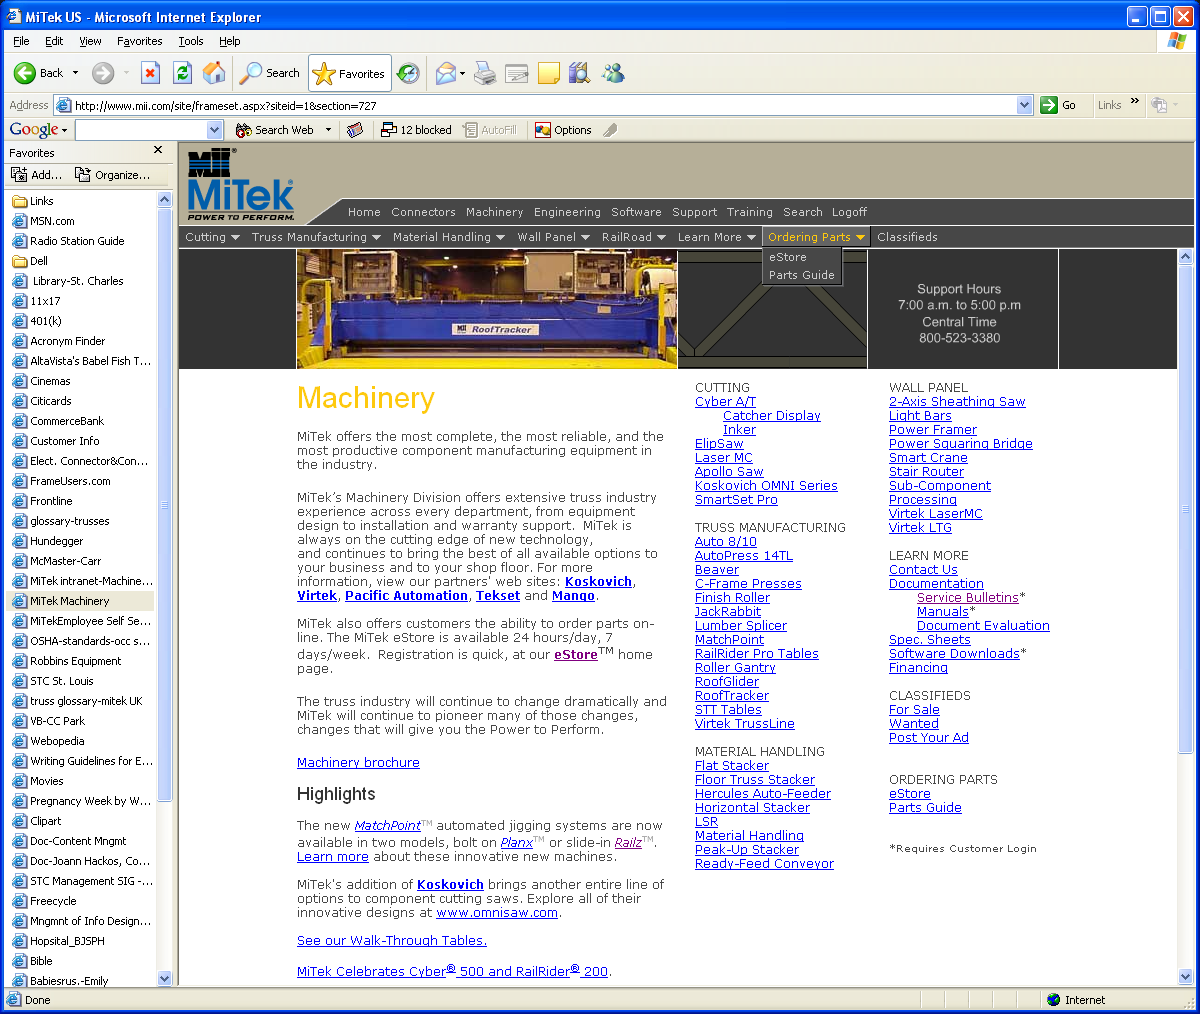 MiTek US - Microsoft Internet Explorer
File Edit View Favorites Tools Help
Back Search Favorites
Address http://www.mii.com/site/frameset.aspx?siteid=1&section=727 Go Links »
Google Search Web 12 blocked AutoFill Options
Favorites
Add... Organize...
Links
MSN.com
Radio Station Guide
Dell
Library-St. Charles
11x17
401(k)
Acronym Finder
AltaVista's Babel Fish T...
Cinemas
Citicards
CommerceBank
Customer Info
Elect. Connector&Con...
FrameUsers.com
Frontline
glossary-trusses
Hundegger
McMaster-Carr
MiTek intranet-Machine...
MiTek Machinery
MiTekEmployee Self Se...
OSHA-standards-occ s...
Robbins Equipment
STC St. Louis
truss glossary-mitek UK
VB-CC Park
Webopedia
Writing Guidelines for E...
Movies
Pregnancy Week by W...
Clipart
Doc-Content Mngmt
Doc-Joann Hackos, Co...
STC Management SIG -...
Freecycle
Mngmnt of Info Design...
Hopsital_BJSPH
Bible
Babiesrus.-Emily
MiTek®
POWER TO PERFORM.™
Home Connectors Machinery Engineering Software Support Training Search Logoff
Cutting Truss Manufacturing Material Handling Wall Panel RailRoad Learn More Ordering Parts Classifieds
eStore
Parts Guide
RoofTracker
Support Hours
7:00 a.m. to 5:00 p.m
Central Time
800-523-3380
Machinery
MiTek offers the most complete, the most reliable, and the
most productive component manufacturing equipment in
the industry.
MiTek’s Machinery Division offers extensive truss industry
experience across every department, from equipment
design to installation and warranty support. MiTek is
always on the cutting edge of new technology,
and continues to bring the best of all available options to
your business and to your shop floor. For more
information, view our partners' web sites: Koskovich,
Virtek, Pacific Automation, Tekset and Mango.
MiTek also offers customers the ability to order parts on-
line. The MiTek eStore is available 24 hours/day, 7
days/week. Registration is quick, at our eStore™ home
page.
The truss industry will continue to change dramatically and
MiTek will continue to pioneer many of those changes,
changes that will give you the Power to Perform.
Machinery brochure
Highlights
The new MatchPoint™ automated jigging systems are now
available in two models, bolt on Planx™ or slide-in Railz™.
Learn more about these innovative new machines.
MiTek's addition of Koskovich brings another entire line of
options to component cutting saws. Explore all of their
innovative designs at www.omnisaw.com.
See our Walk-Through Tables.
MiTek Celebrates Cyber® 500 and RailRider® 200.
CUTTING
Cyber A/T
Catcher Display
Inker
ElipSaw
Laser MC
Apollo Saw
Koskovich OMNI Series
SmartSet Pro
TRUSS MANUFACTURING
Auto 8/10
AutoPress 14TL
Beaver
C-Frame Presses
Finish Roller
JackRabbit
Lumber Splicer
MatchPoint
RailRider Pro Tables
Roller Gantry
RoofGlider
RoofTracker
STT Tables
Virtek TrussLine
MATERIAL HANDLING
Flat Stacker
Floor Truss Stacker
Hercules Auto-Feeder
Horizontal Stacker
LSR
Material Handling
Peak-Up Stacker
Ready-Feed Conveyor
WALL PANEL
2-Axis Sheathing Saw
Light Bars
Power Framer
Power Squaring Bridge
Smart Crane
Stair Router
Sub-Component
Processing
Virtek LaserMC
Virtek LTG
LEARN MORE
Contact Us
Documentation
Service Bulletins*
Manuals*
Document Evaluation
Spec. Sheets
Software Downloads*
Financing
CLASSIFIEDS
For Sale
Wanted
Post Your Ad
ORDERING PARTS
eStore
Parts Guide
*Requires Customer Login
Done Internet